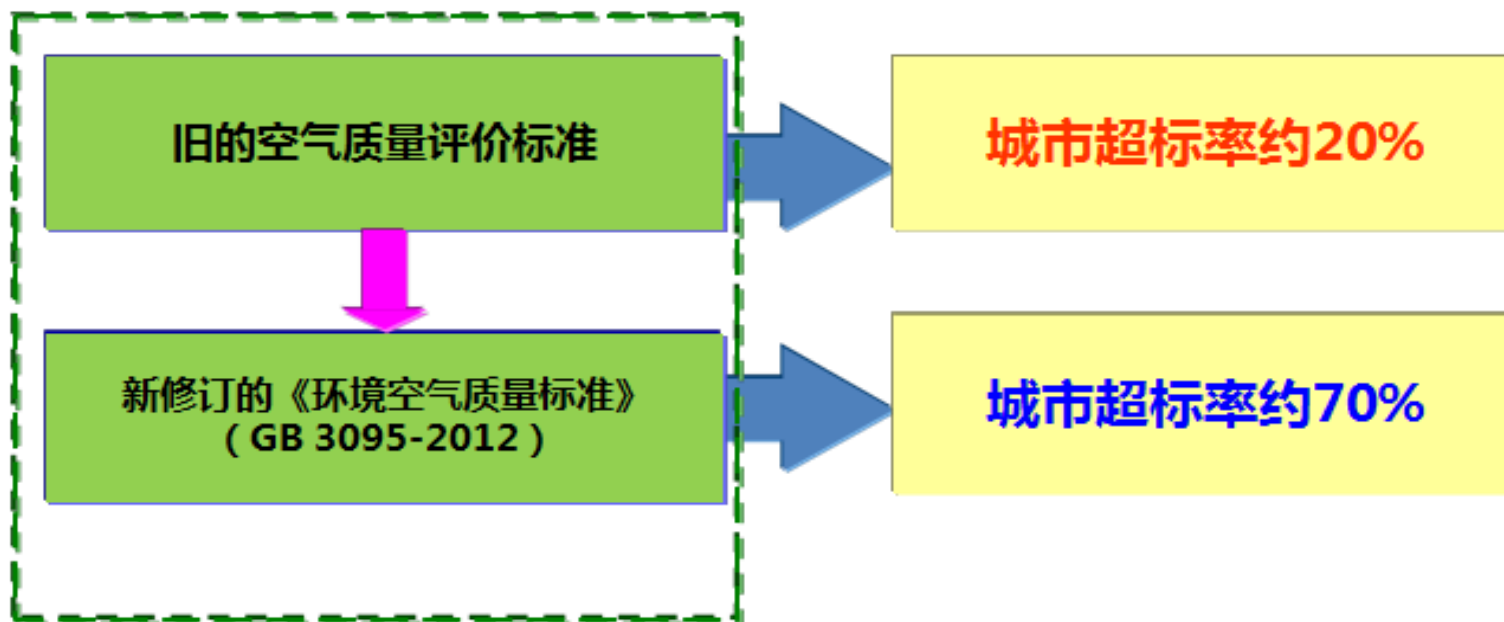 旧的空气质量评价标准
城市超标率约20%
新修订的《环境空气质量标准》
（GB 3095-2012）
城市超标率约70%